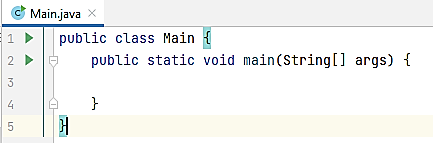 Main.java
1 public class Main {
2     public static void main(String[] args) {
3
4     }
5 }